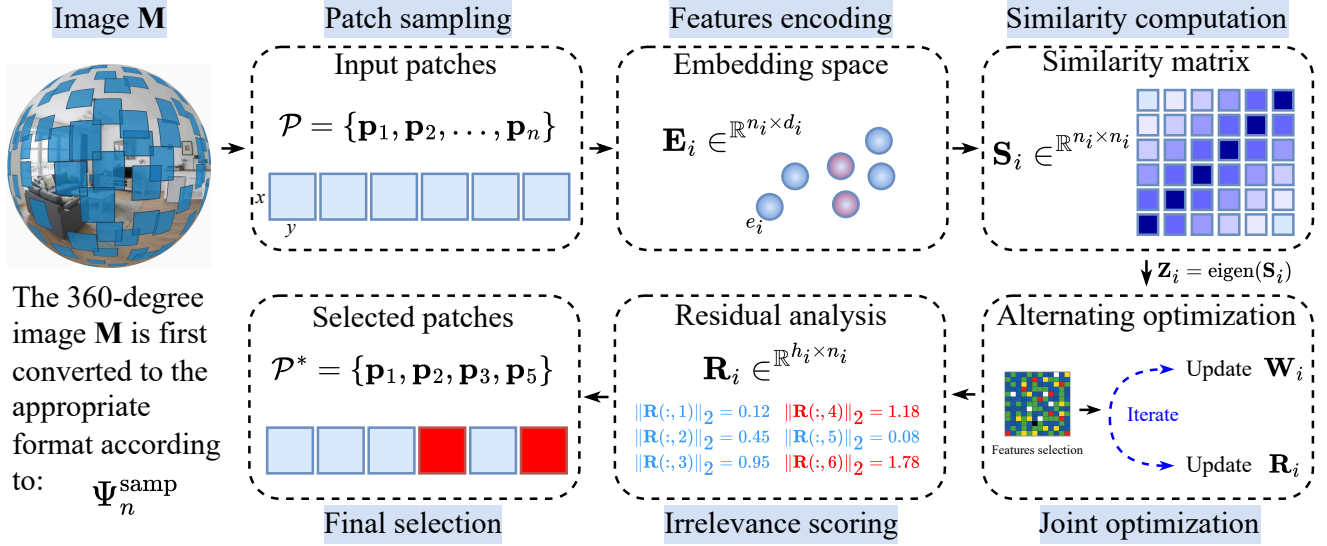 Image M
Patch sampling
Features encoding
Similarity computation
Input patches
𝒫 = {p₁, p₂, . . . , pₙ}
x
y
Embedding space
Eᵢ ∈ ℝ^{nᵢ×dᵢ}
eᵢ
Similarity matrix
Sᵢ ∈ ℝ^{nᵢ×nᵢ}
Zᵢ = eigen(Sᵢ)
The 360-degree
image M is first
converted to the
appropriate
format according
to: Ψₙ^{samp}
Selected patches
𝒫* = {p₁, p₂, p₃, p₅}
Final selection
Residual analysis
Rᵢ ∈ ℝ^{hᵢ×nᵢ}
‖R(:, 1)‖₂ = 0.12 ‖R(:, 4)‖₂ = 1.18
‖R(:, 2)‖₂ = 0.45 ‖R(:, 5)‖₂ = 0.08
‖R(:, 3)‖₂ = 0.95 ‖R(:, 6)‖₂ = 1.78
Irrelevance scoring
Alternating optimization
Update Wᵢ
Iterate
Features selection
Update Rᵢ
Joint optimization